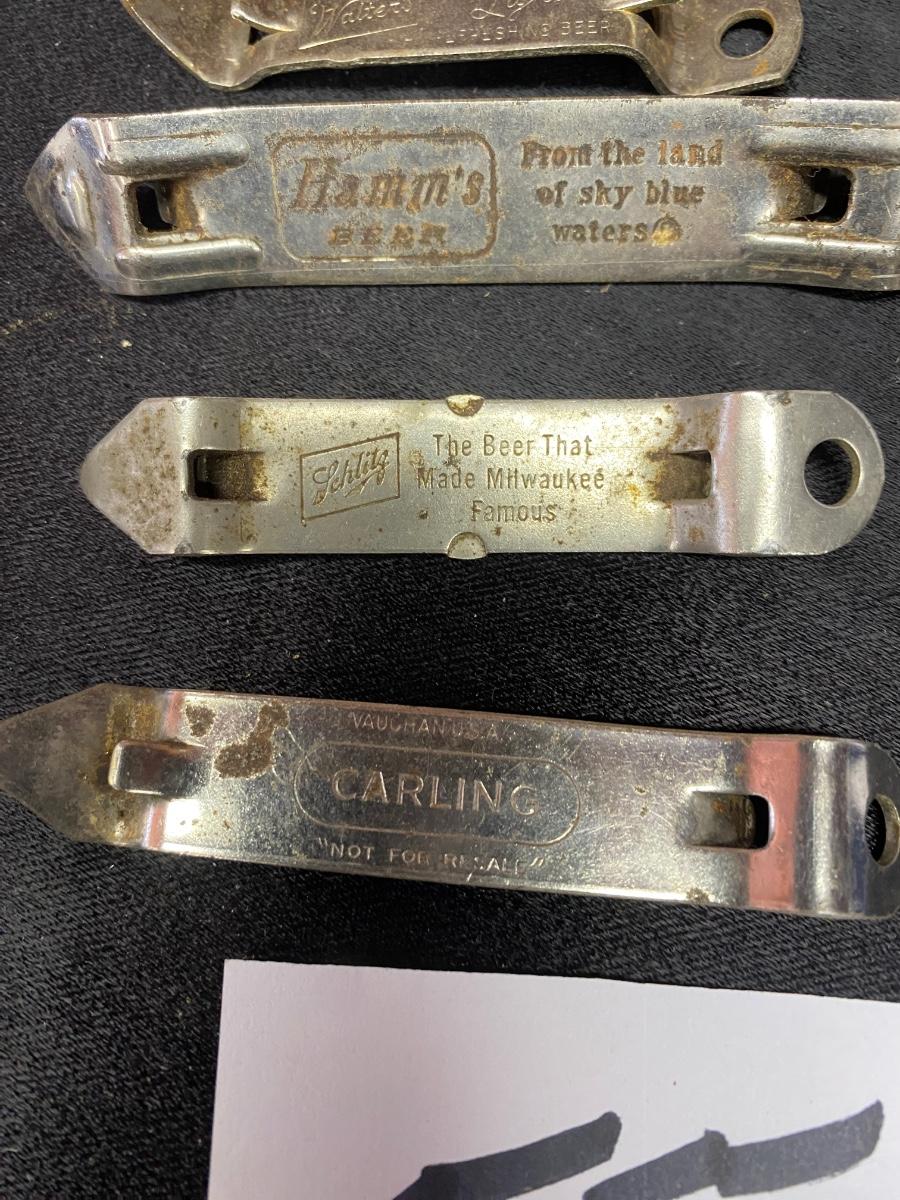 Walter's
REFRESHING BEER
Hamm's
BEER
From the land
of sky blue
waters®
Schlitz
The Beer That
Made Milwaukee
Famous
VAUGHAN U.S.A.
CARLING
"NOT FOR RESALE"